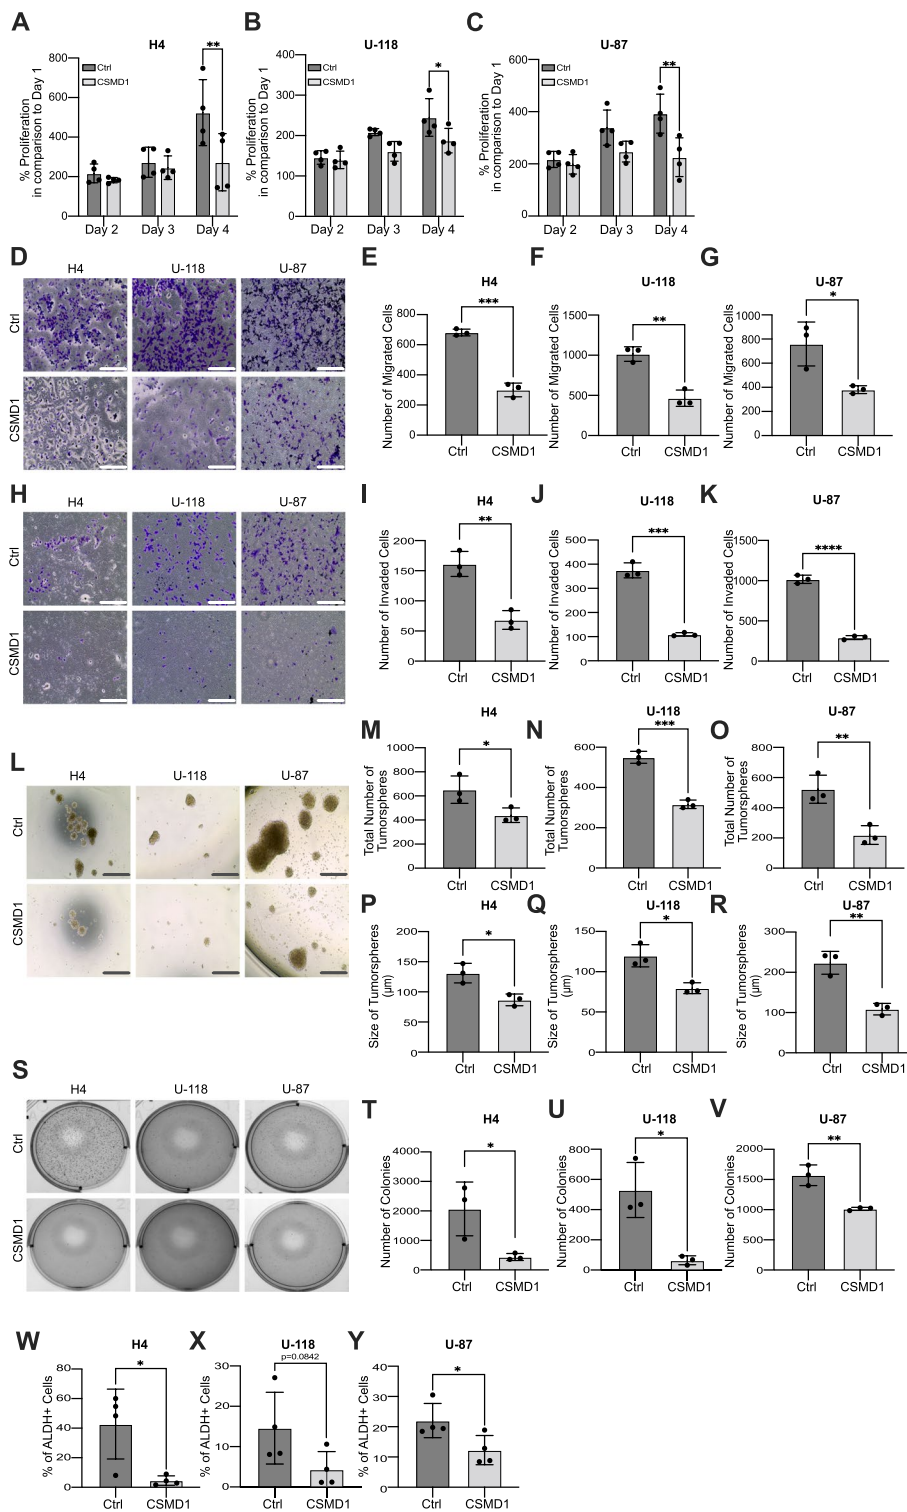 A
H4
% Proliferation
in comparison to Day 1
800
600
400
200
0
Ctrl
CSMD1
**
Day 2 Day 3 Day 4
B
U-118
% Proliferation
in comparison to Day 1
400
300
200
100
0
Ctrl
CSMD1
*
Day 2 Day 3 Day 4
C
U-87
% Proliferation
in comparison to Day 1
600
400
200
0
Ctrl
CSMD1
**
Day 2 Day 3 Day 4
D
H4 U-118 U-87
Ctrl
CSMD1
E
H4
Number of Migrated Cells
800
600
400
200
0
***
Ctrl CSMD1
F
U-118
Number of Migrated Cells
1500
1000
500
0
**
Ctrl CSMD1
G
U-87
Number of Migrated Cells
1000
800
600
400
200
0
*
Ctrl CSMD1
H
H4 U-118 U-87
Ctrl
CSMD1
I
H4
Number of Invaded Cells
200
150
100
50
0
**
Ctrl CSMD1
J
U-118
Number of Invaded Cells
500
400
300
200
100
0
***
Ctrl CSMD1
K
U-87
Number of Invaded Cells
1500
1000
500
0
****
Ctrl CSMD1
L
H4 U-118 U-87
Ctrl
CSMD1
M
H4
Total Number of
Tumorspheres
1000
800
600
400
200
0
*
Ctrl CSMD1
N
U-118
Total Number of
Tumorspheres
600
400
200
0
***
Ctrl CSMD1
O
U-87
Total Number of
Tumorspheres
800
600
400
200
0
**
Ctrl CSMD1
P
H4
Size of Tumorspheres
(µm)
200
150
100
50
0
*
Ctrl CSMD1
Q
U-118
Size of Tumorspheres
(µm)
150
100
50
0
*
Ctrl CSMD1
R
U-87
Size of Tumorspheres
(µm)
300
200
100
0
**
Ctrl CSMD1
S
H4 U-118 U-87
Ctrl
CSMD1
T
H4
Number of Colonies
4000
3000
2000
1000
0
*
Ctrl CSMD1
U
U-118
Number of Colonies
800
600
400
200
0
*
Ctrl CSMD1
V
U-87
Number of Colonies
2000
1500
1000
500
0
**
Ctrl CSMD1
W
H4
% of ALDH+ Cells
80
60
40
20
0
*
Ctrl CSMD1
X
U-118
p=0.0842
% of ALDH+ Cells
30
20
10
0
Ctrl CSMD1
Y
U-87
% of ALDH+ Cells
40
30
20
10
0
*
Ctrl CSMD1